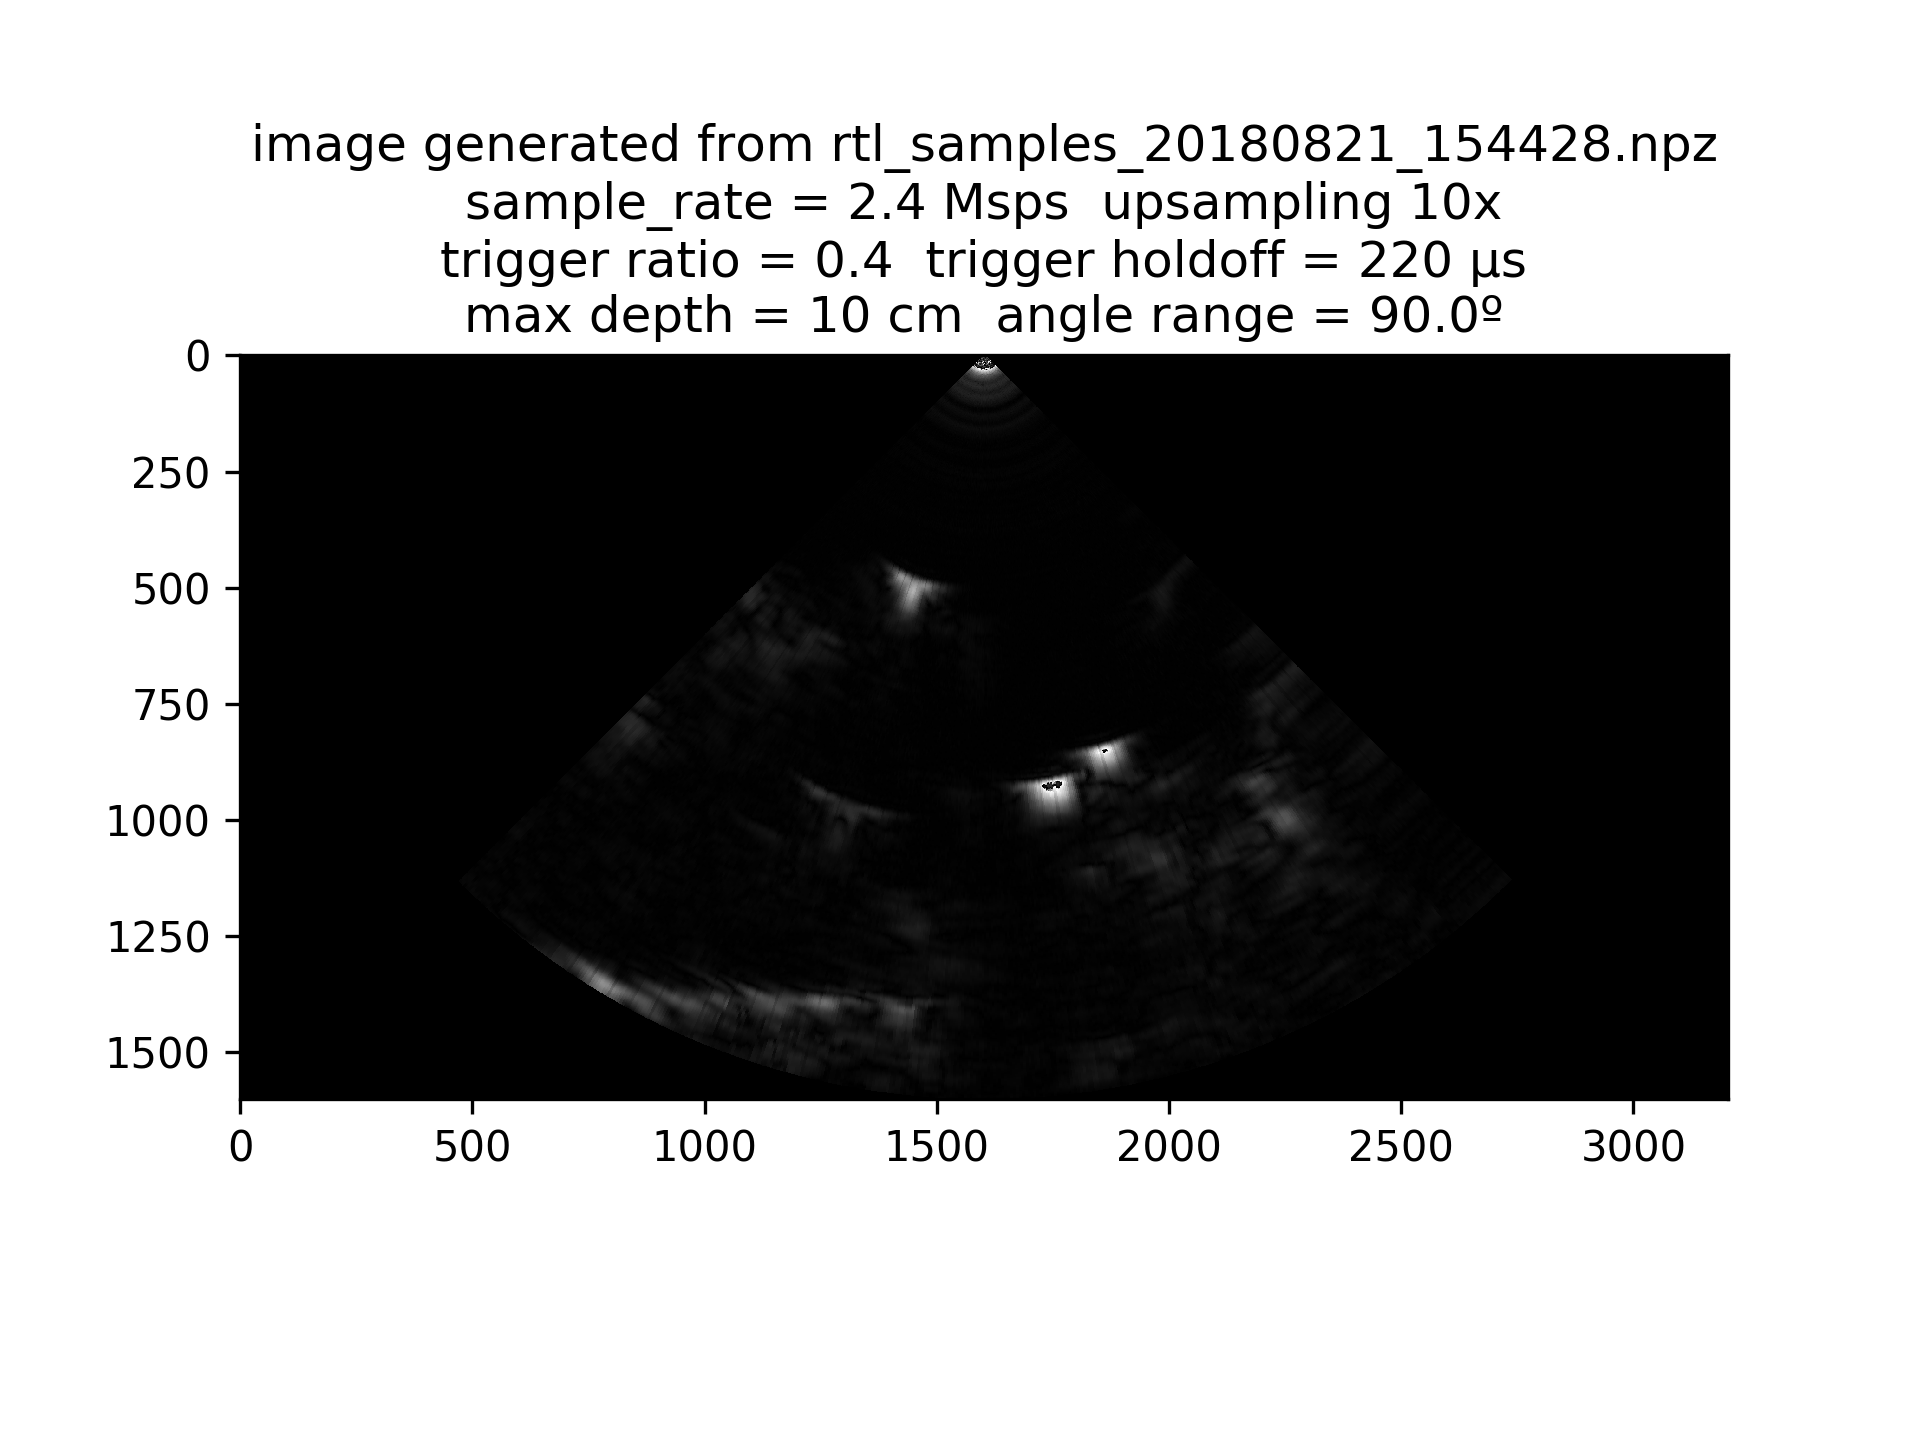 image generated from rtl_samples_20180821_154428.npz
sample_rate = 2.4 Msps  upsampling 10x
trigger ratio = 0.4  trigger holdoff = 220 µs
max depth = 10 cm  angle range = 90.0º
0
250
500
750
1000
1250
1500
0 500 1000 1500 2000 2500 3000